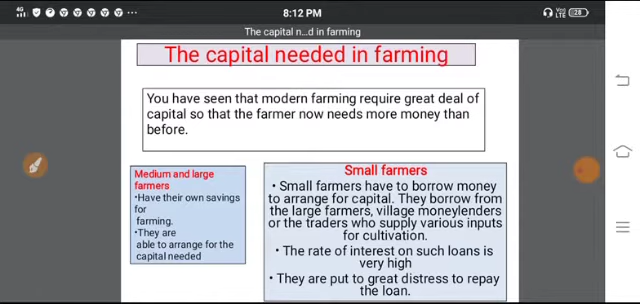 4G
8:12 PM
Vo) LTE 28
The capital n...d in farming
The capital needed in farming
You have seen that modern farming require great deal of
capital so that the farmer now needs more money than
before.
Medium and large
farmers
•Have their own savings
for
farming.
•They are
able to arrange for the
capital needed
Small farmers
• Small farmers have to borrow money
to arrange for capital. They borrow from
the large farmers, village moneylenders
or the traders who supply various inputs
for cultivation.
• The rate of interest on such loans is
very high
• They are put to great distress to repay
the loan.